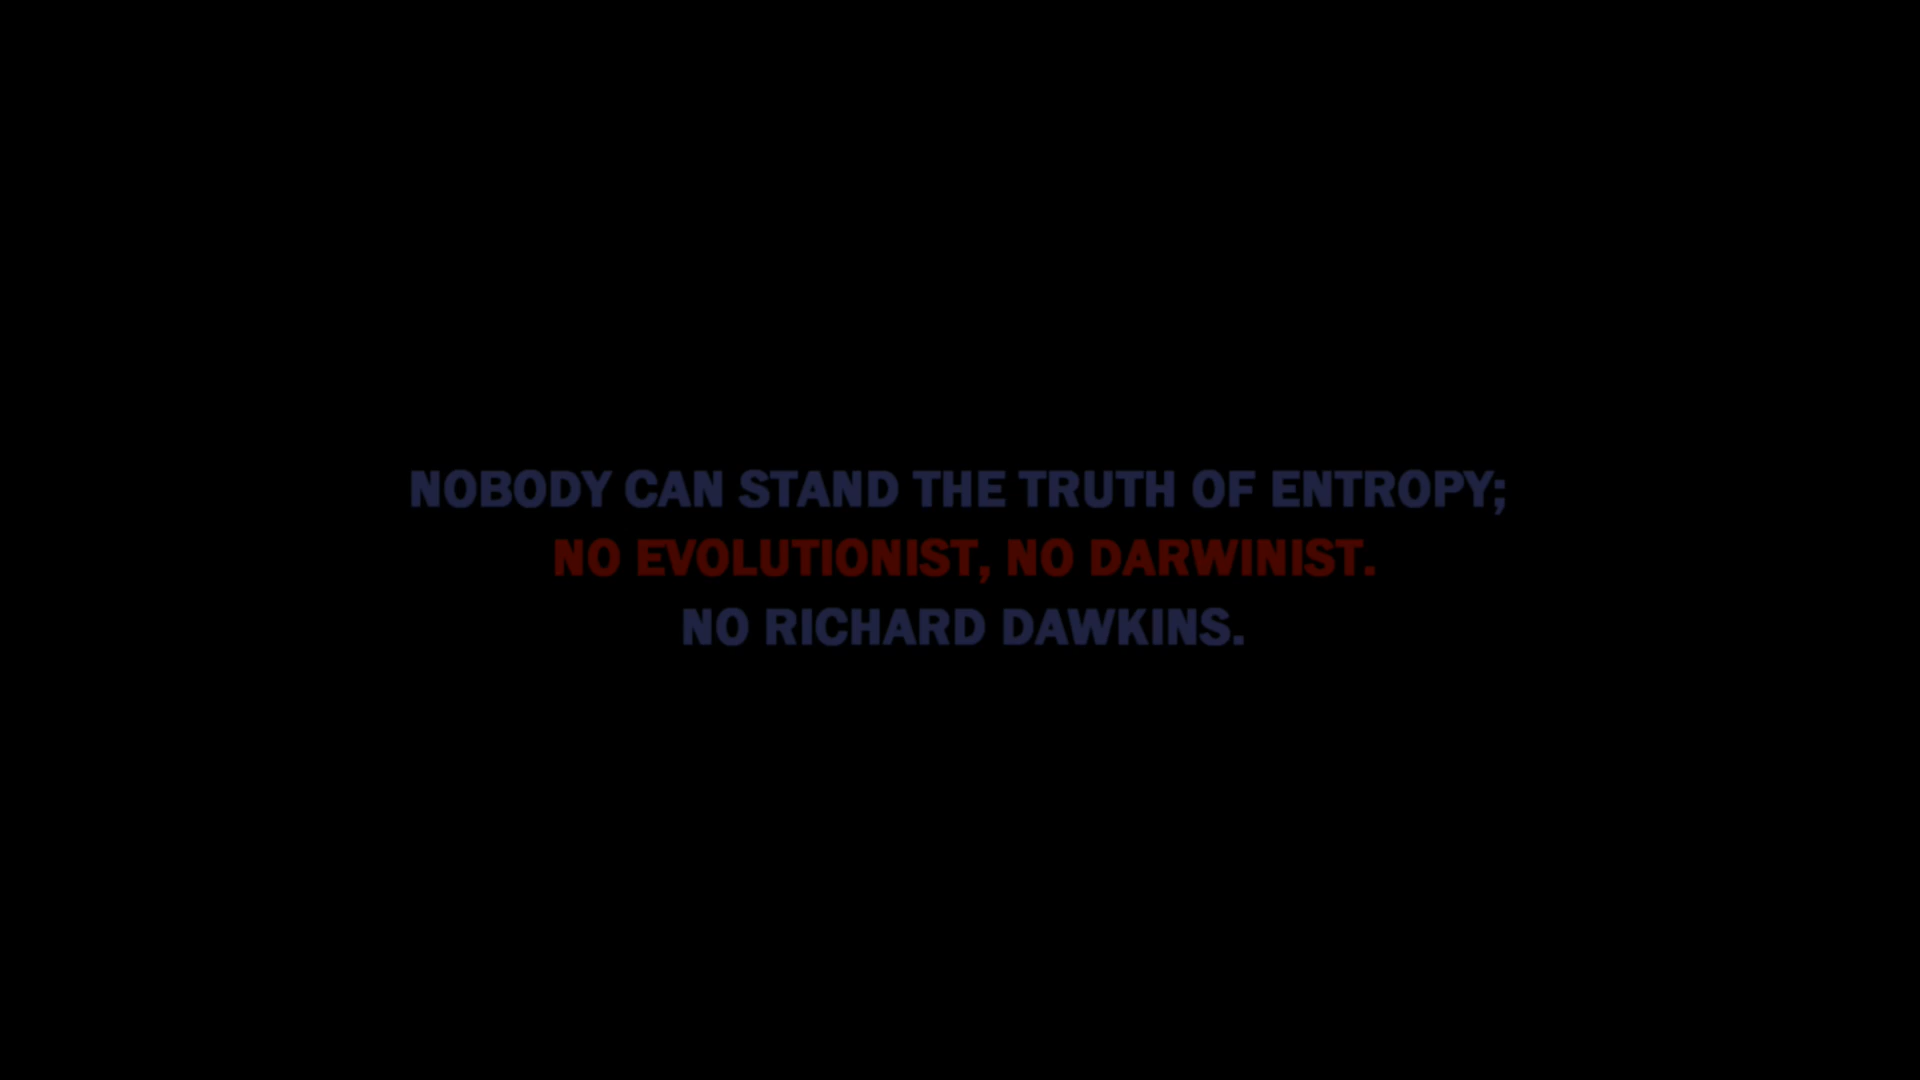 NOBODY CAN STAND THE TRUTH OF ENTROPY;
NO EVOLUTIONIST, NO DARWINIST.
NO RICHARD DAWKINS.